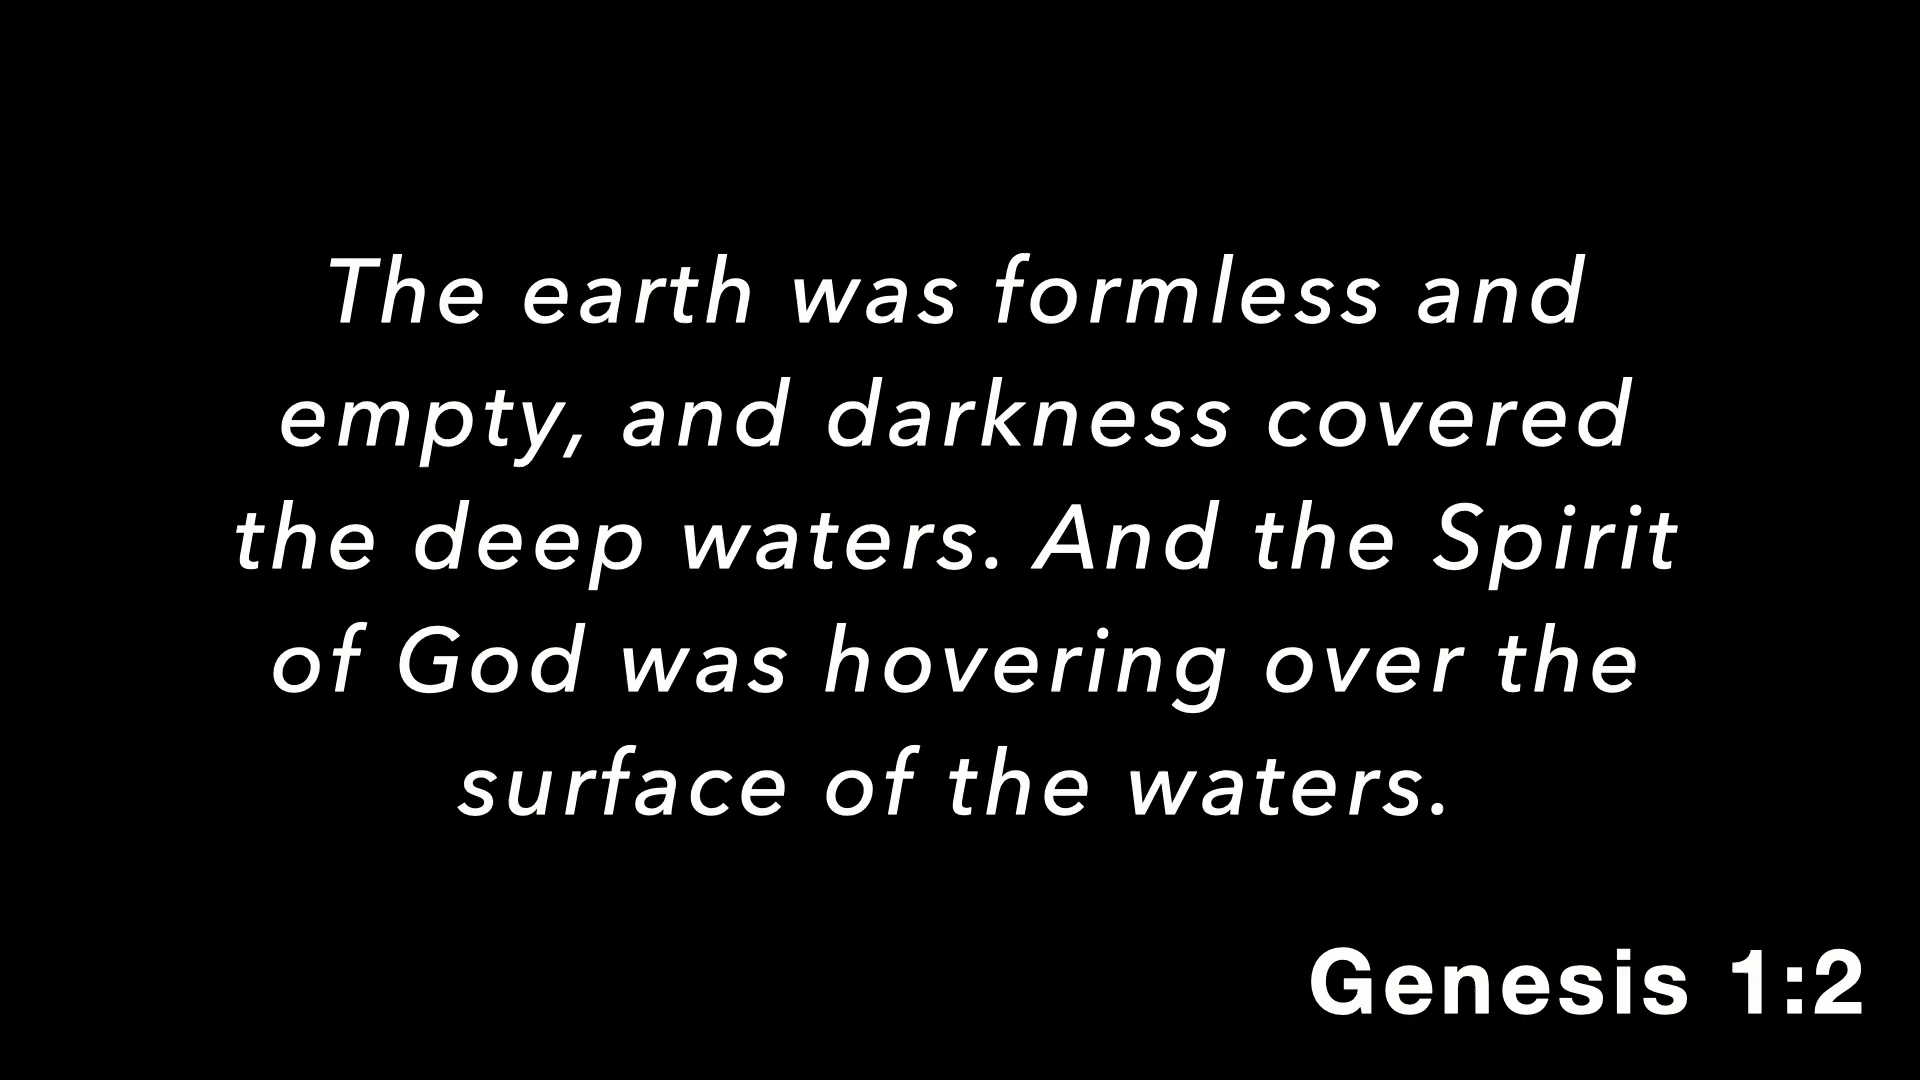 The earth was formless and
empty, and darkness covered
the deep waters. And the Spirit
of God was hovering over the
surface of the waters.
Genesis 1:2